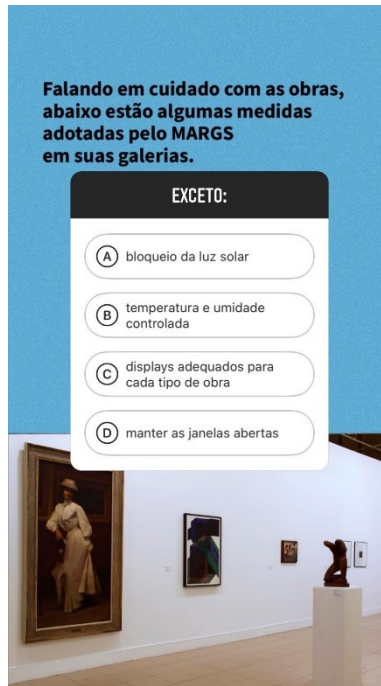 Falando em cuidado com as obras,
abaixo estão algumas medidas
adotadas pelo MARGS
em suas galerias.
EXCETO:
A bloqueio da luz solar
B temperatura e umidade
controlada
C displays adequados para
cada tipo de obra
D manter as janelas abertas